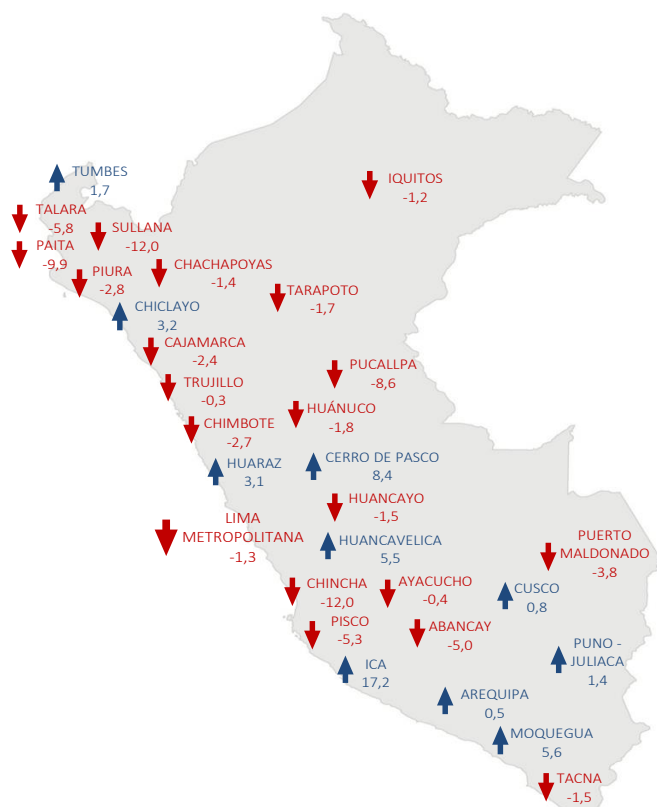 TUMBES
1,7
IQUITOS
-1,2
TALARA
-5,8
SULLANA
-12,0
PAITA
-9,9
PIURA
-2,8
CHACHAPOYAS
-1,4
TARAPOTO
-1,7
CHICLAYO
3,2
CAJAMARCA
-2,4
PUCALLPA
-8,6
TRUJILLO
-0,3
HUÁNUCO
-1,8
CHIMBOTE
-2,7
HUARAZ
3,1
CERRO DE PASCO
8,4
HUANCAYO
-1,5
LIMA
METROPOLITANA
-1,3
HUANCAVELICA
5,5
PUERTO
MALDONADO
-3,8
CHINCHA
-12,0
AYACUCHO
-0,4
CUSCO
0,8
PISCO
-5,3
ABANCAY
-5,0
PUNO -
JULIACA
1,4
ICA
17,2
AREQUIPA
0,5
MOQUEGUA
5,6
TACNA
-1,5